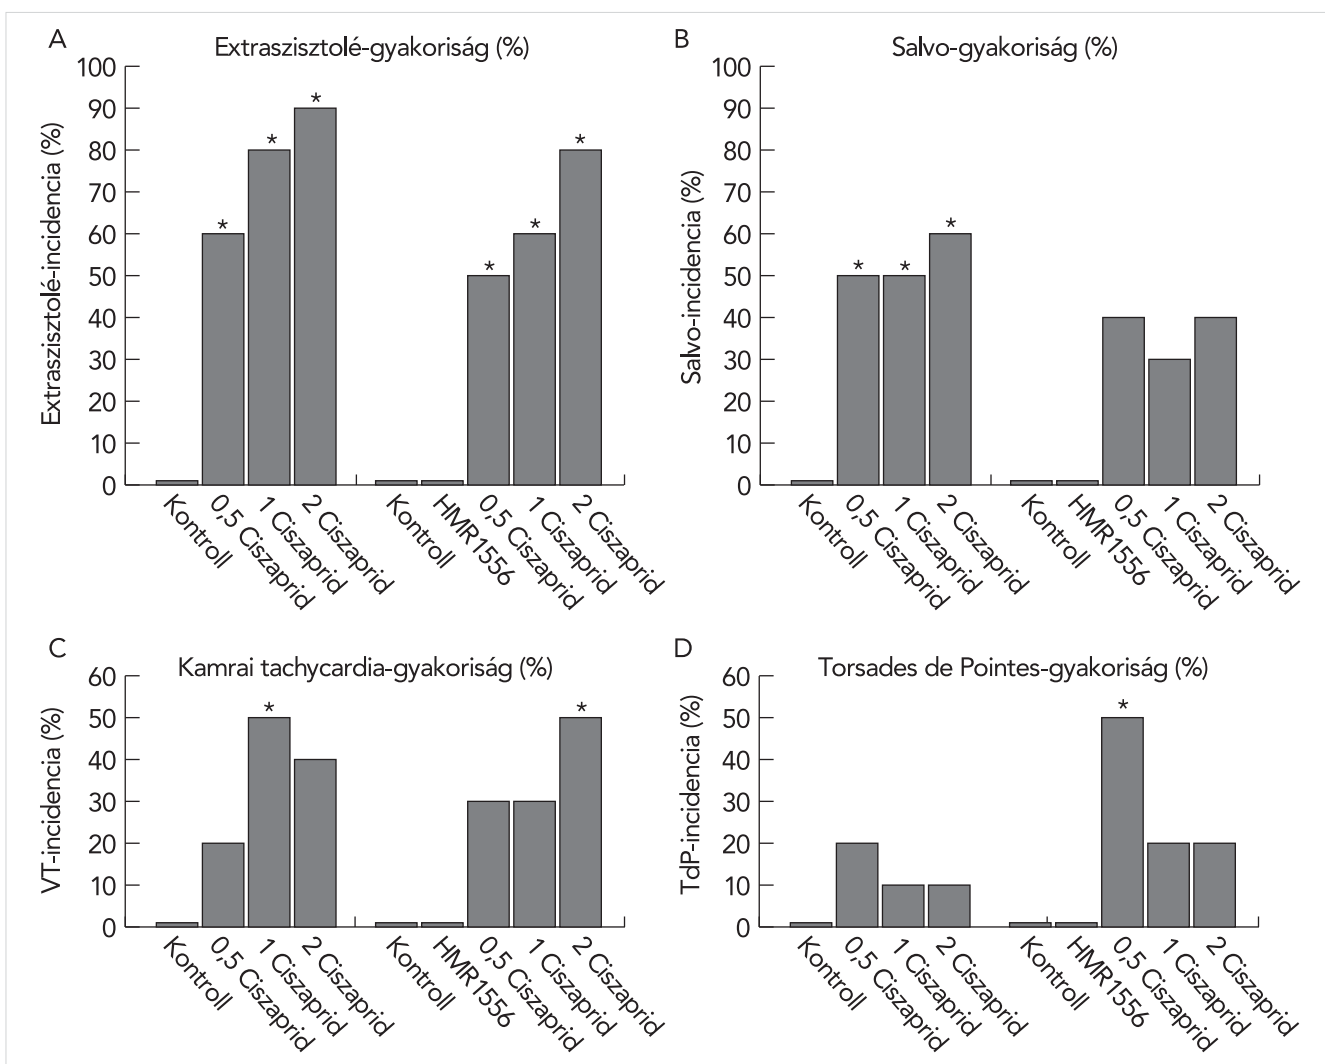 A
Extraszisztolé-gyakoriság (%)
Extraszisztolé-incidencia (%)
100
90
80
70
60
50
40
30
20
10
0
*
*
*
*
*
*
Kontroll
0,5 Ciszaprid
1 Ciszaprid
2 Ciszaprid
Kontroll
HMR1556
0,5 Ciszaprid
1 Ciszaprid
2 Ciszaprid
B
Salvo-gyakoriság (%)
Salvo-incidencia (%)
100
90
80
70
60
50
40
30
20
10
0
*
*
*
Kontroll
0,5 Ciszaprid
1 Ciszaprid
2 Ciszaprid
Kontroll
HMR1556
0,5 Ciszaprid
1 Ciszaprid
2 Ciszaprid
C
Kamrai tachycardia-gyakoriság (%)
VT-incidencia (%)
60
50
40
30
20
10
0
*
*
Kontroll
0,5 Ciszaprid
1 Ciszaprid
2 Ciszaprid
Kontroll
HMR1556
0,5 Ciszaprid
1 Ciszaprid
2 Ciszaprid
D
Torsades de Pointes-gyakoriság (%)
TdP-incidencia (%)
60
50
40
30
20
10
0
*
Kontroll
0,5 Ciszaprid
1 Ciszaprid
2 Ciszaprid
Kontroll
HMR1556
0,5 Ciszaprid
1 Ciszaprid
2 Ciszaprid